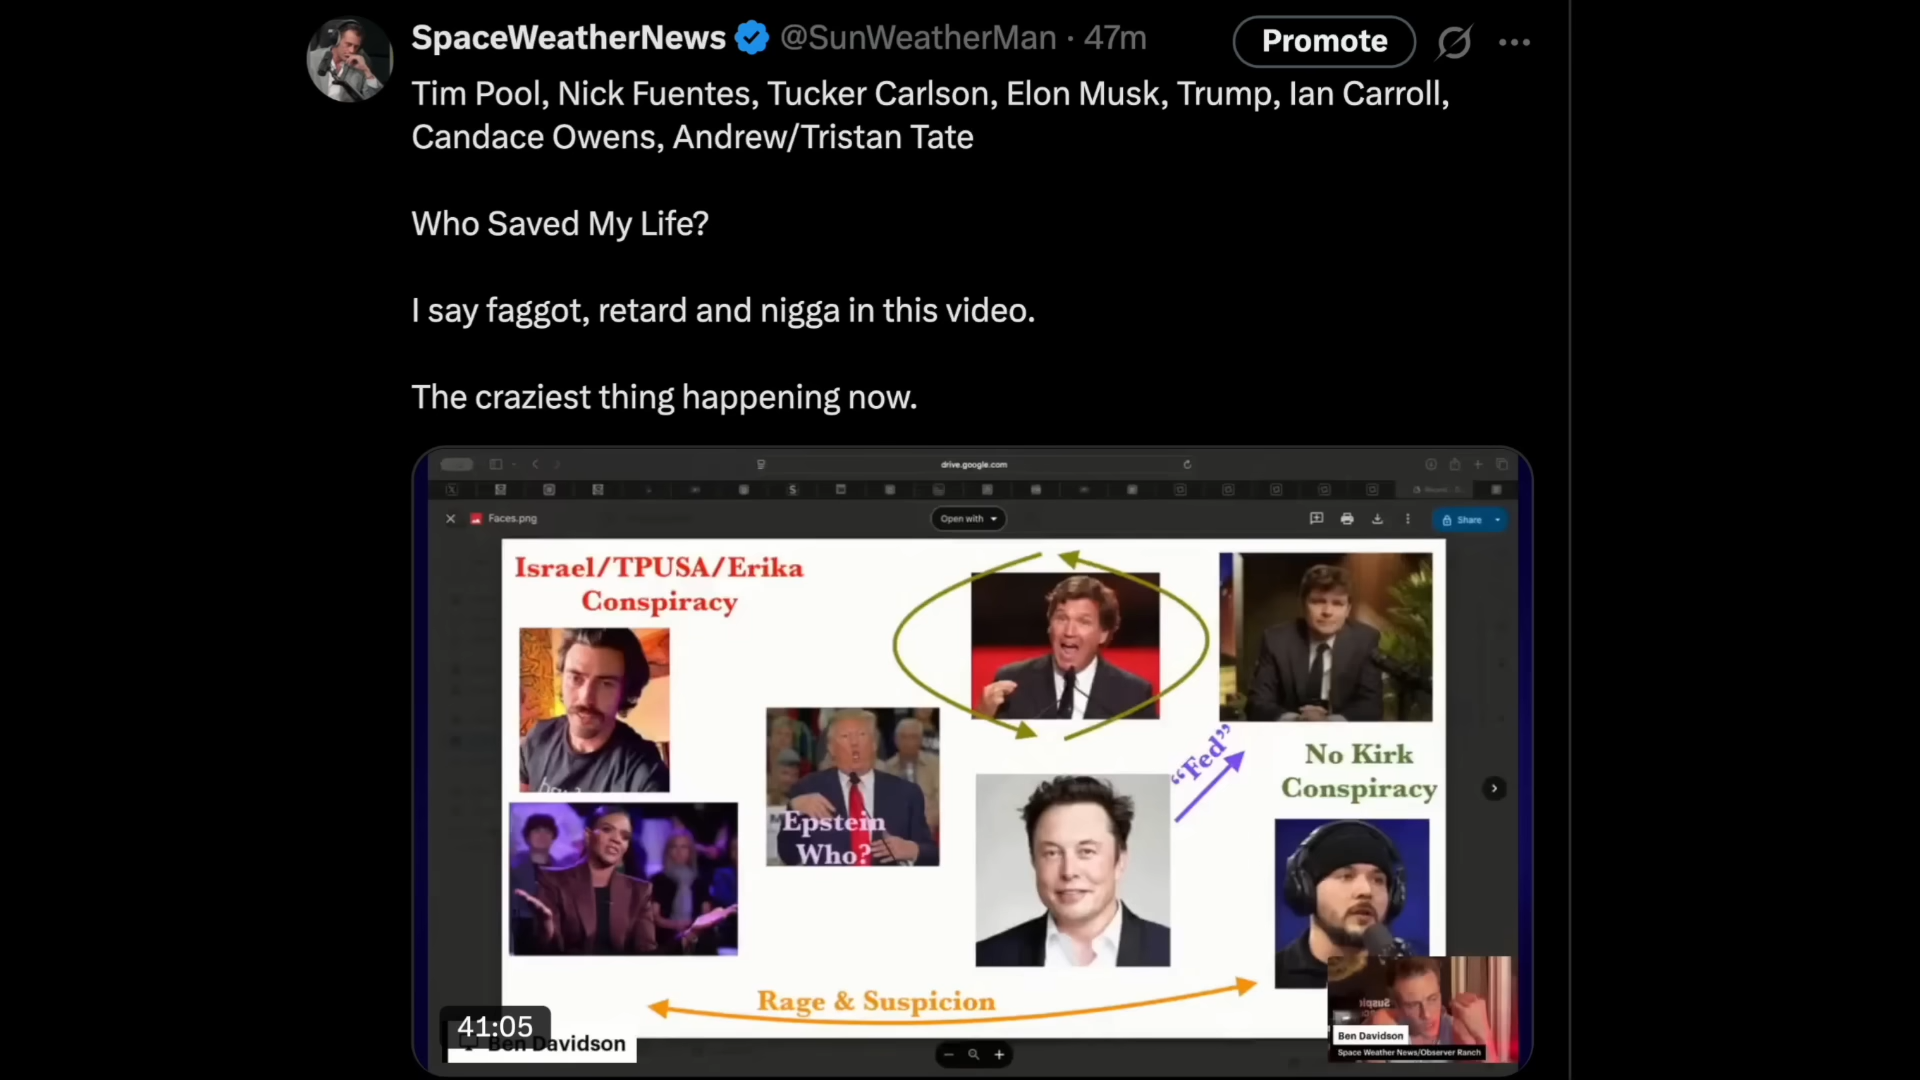 SpaceWeatherNews @SunWeatherMan · 47m
Promote
Tim Pool, Nick Fuentes, Tucker Carlson, Elon Musk, Trump, Ian Carroll,
Candace Owens, Andrew/Tristan Tate
Who Saved My Life?
I say faggot, retard and nigga in this video.
The craziest thing happening now.
drive.google.com
Faces.png
Open with
Share
Israel/TPUSA/Erika
Conspiracy
Epstein
Who?
"Fed"
No Kirk
Conspiracy
Rage & Suspicion
41:05
Ben Davidson
Ben Davidson
Space Weather News/Observer Ranch